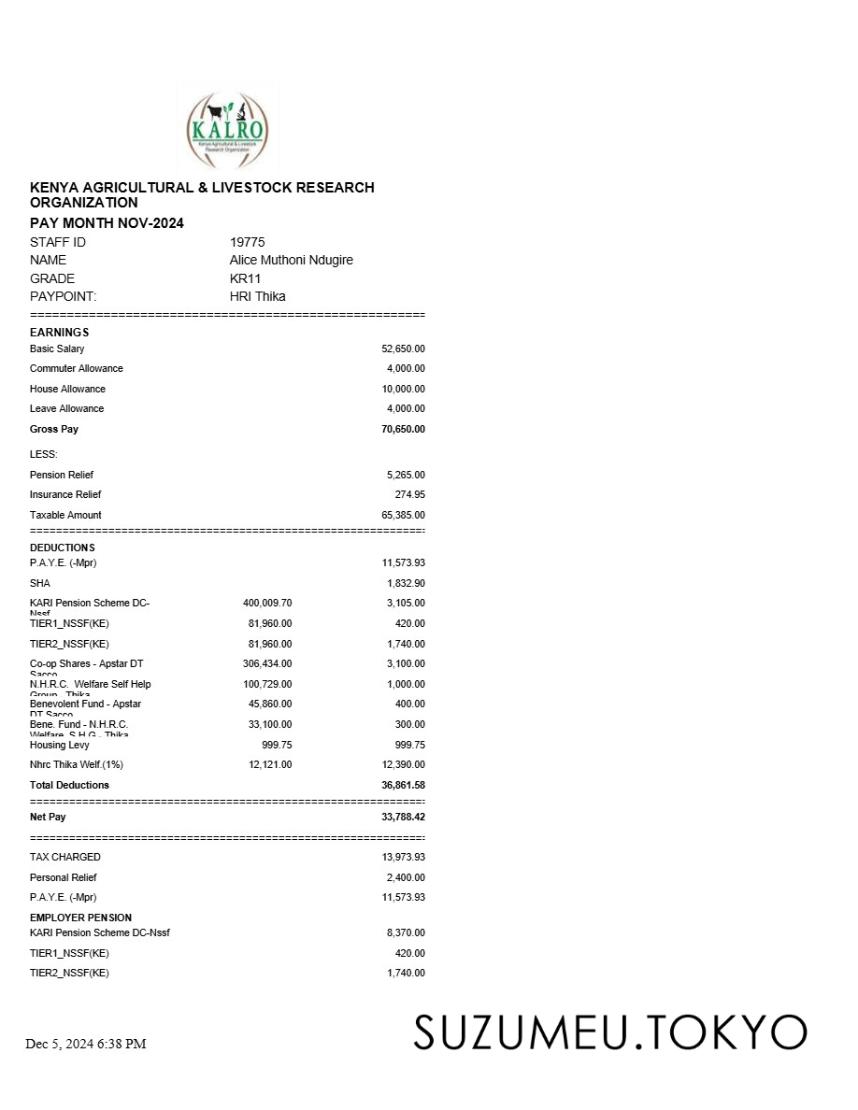 KALRO
Kenya Agricultural & Livestock
Research Organization
KENYA AGRICULTURAL & LIVESTOCK RESEARCH
ORGANIZATION
PAY MONTH NOV-2024
STAFF ID 19775
NAME Alice Muthoni Ndugire
GRADE KR11
PAYPOINT: HRI Thika
EARNINGS
Basic Salary 52,650.00
Commuter Allowance 4,000.00
House Allowance 10,000.00
Leave Allowance 4,000.00
Gross Pay 70,650.00
LESS:
Pension Relief 5,265.00
Insurance Relief 274.95
Taxable Amount 65,385.00
DEDUCTIONS
P.A.Y.E. (-Mpr) 11,573.93
SHA 1,832.90
KARI Pension Scheme DC- 400,009.70 3,105.00
Nssf
TIER1_NSSF(KE) 81,960.00 420.00
TIER2_NSSF(KE) 81,960.00 1,740.00
Co-op Shares - Apstar DT 306,434.00 3,100.00
Sacco
N.H.R.C. Welfare Self Help 100,729.00 1,000.00
Group - Thika
Benevolent Fund - Apstar 45,860.00 400.00
DT Sacco
Bene. Fund - N.H.R.C. 33,100.00 300.00
Welfare S.H.G - Thika
Housing Levy 999.75 999.75
Nhrc Thika Welf.(1%) 12,121.00 12,390.00
Total Deductions 36,861.58
Net Pay 33,788.42
TAX CHARGED 13,973.93
Personal Relief 2,400.00
P.A.Y.E. (-Mpr) 11,573.93
EMPLOYER PENSION
KARI Pension Scheme DC-Nssf 8,370.00
TIER1_NSSF(KE) 420.00
TIER2_NSSF(KE) 1,740.00
Dec 5, 2024 6:38 PM
SUZUMEU.TOKYO